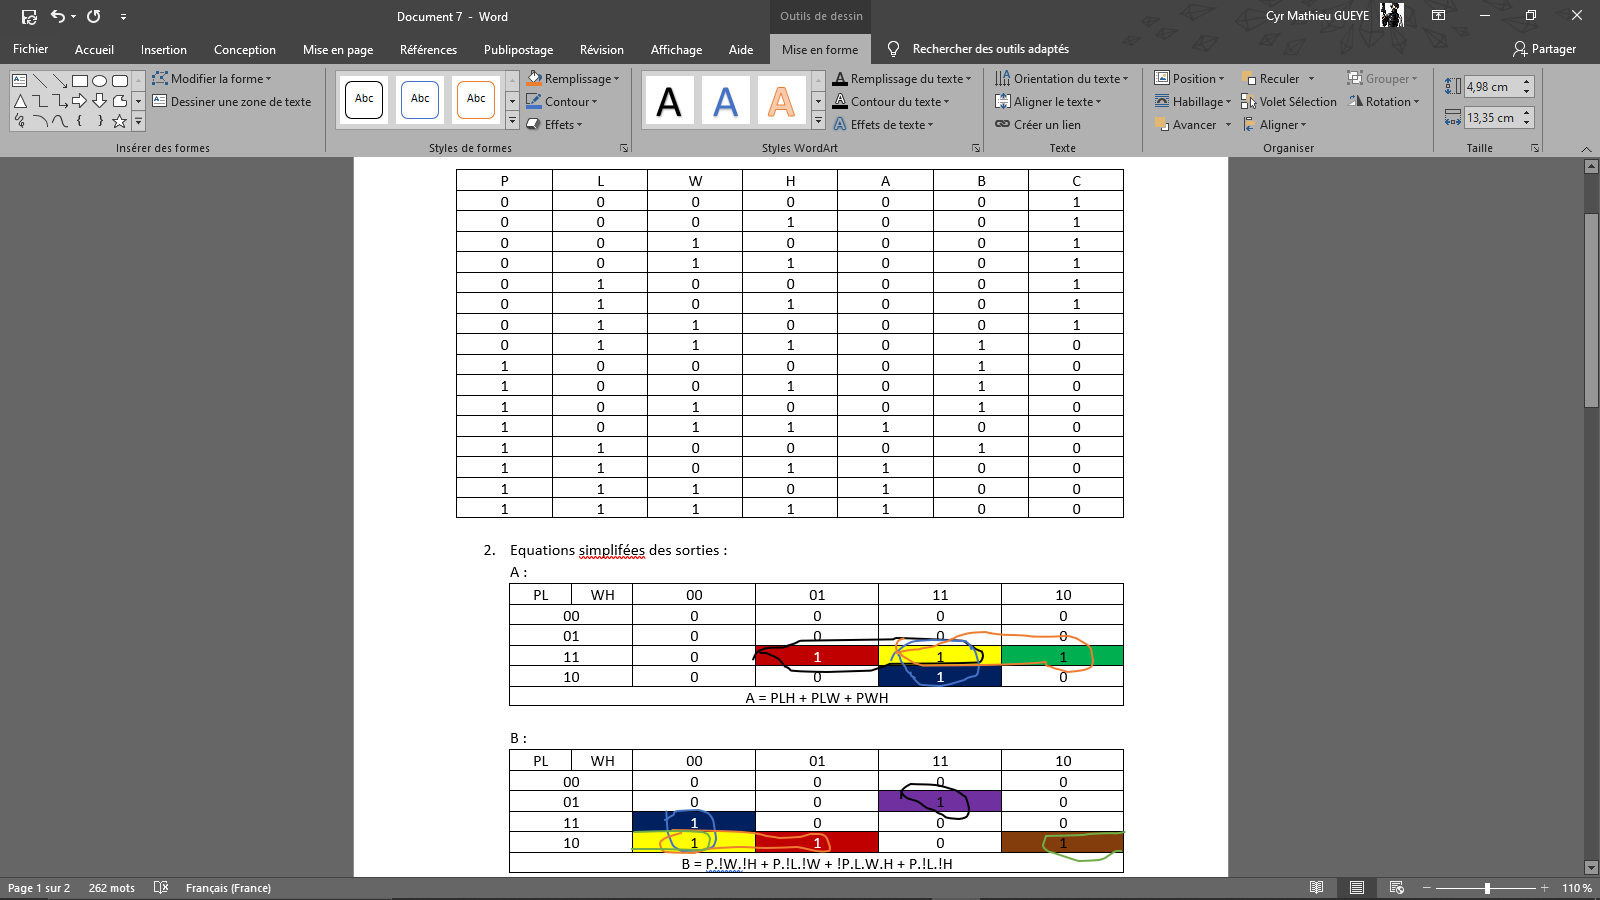 Document 7 - Word
Outils de dessin
Cyr Mathieu GUEYE
Fichier Accueil Insertion Conception Mise en page Références Publipostage Révision Affichage Aide Mise en forme Rechercher des outils adaptés Partager
Modifier la forme
Dessiner une zone de texte
Insérer des formes
Abc Abc Abc
Remplissage
Contour
Effets
Styles de formes
A A A
Remplissage du texte
Contour du texte
Effets de texte
Styles WordArt
Orientation du texte
Aligner le texte
Créer un lien
Texte
Position
Habillage
Avancer
Reculer
Volet Sélection
Aligner
Grouper
Rotation
Organiser
4,98 cm
13,35 cm
Taille
P L W H A B C
0 0 0 0 0 0 1
0 0 0 1 0 0 1
0 0 1 0 0 0 1
0 0 1 1 0 0 1
0 1 0 0 0 0 1
0 1 0 1 0 0 1
0 1 1 0 0 0 1
0 1 1 1 0 1 0
1 0 0 0 0 1 0
1 0 0 1 0 1 0
1 0 1 0 0 1 0
1 0 1 1 1 0 0
1 1 0 0 0 1 0
1 1 0 1 1 0 0
1 1 1 0 1 0 0
1 1 1 1 1 0 0
2. Equations simplifées des sorties :
A :
PL WH 00 01 11 10
00 0 0 0 0
01 0 0 0 0
11 0 1 1 1
10 0 0 1 0
A = PLH + PLW + PWH
B :
PL WH 00 01 11 10
00 0 0 0 0
01 0 0 1 0
11 1 0 0 0
10 1 1 0 1
B = P.!W.!H + P.!L.!W + !P.L.W.H + P.!L.!H
Page 1 sur 2 262 mots Français (France) 110 %